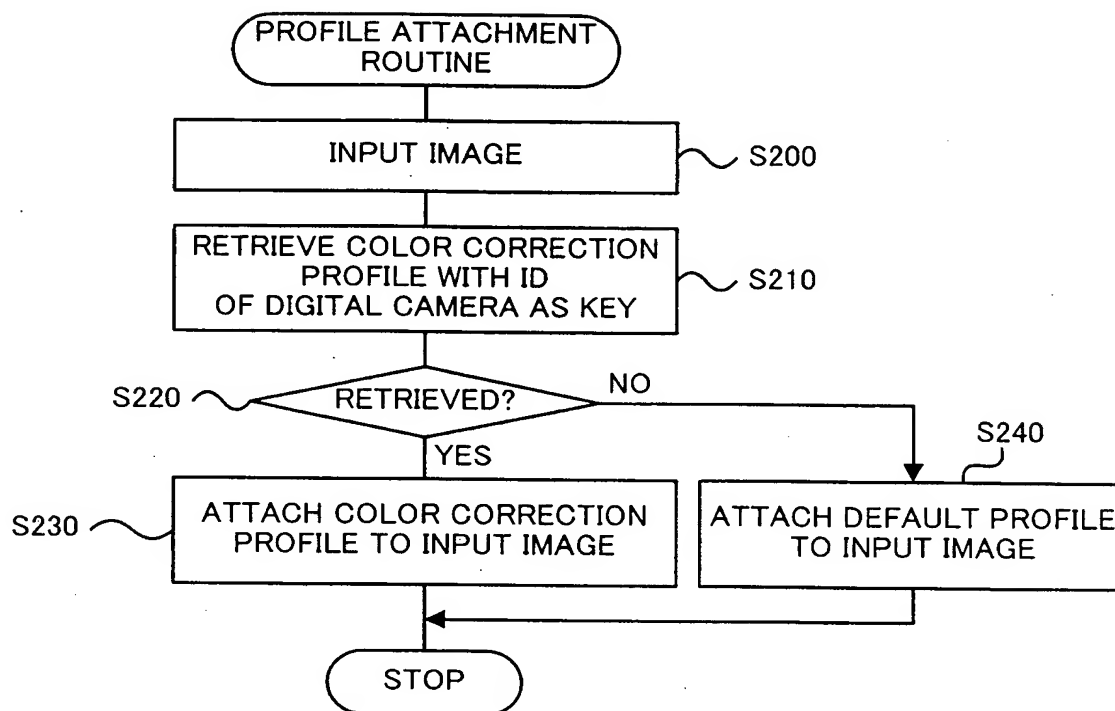 PROFILE ATTACHMENT
ROUTINE
INPUT IMAGE
S200
RETRIEVE COLOR CORRECTION
PROFILE WITH ID
OF DIGITAL CAMERA AS KEY
S210
S220
RETRIEVED?
NO
YES
S240
S230
ATTACH COLOR CORRECTION
PROFILE TO INPUT IMAGE
ATTACH DEFAULT PROFILE
TO INPUT IMAGE
STOP